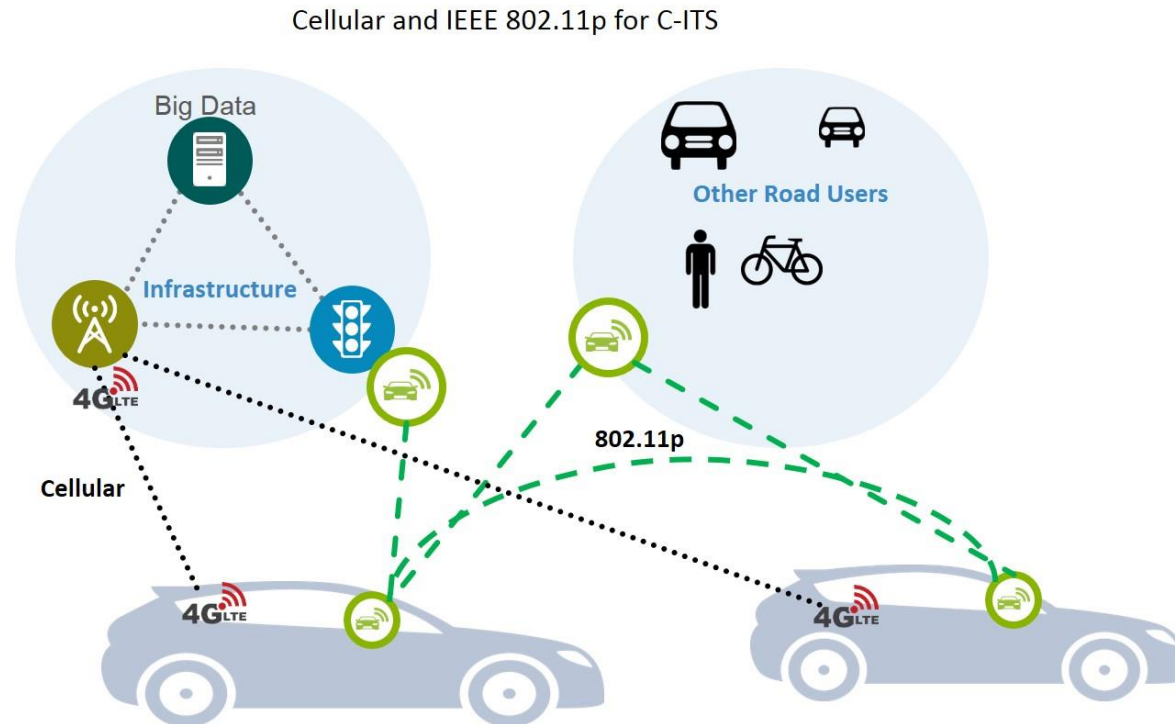 Cellular and IEEE 802.11p for C-ITS
Big Data
Other Road Users
Infrastructure
4G LTE
802.11p
Cellular
4G LTE
4G LTE